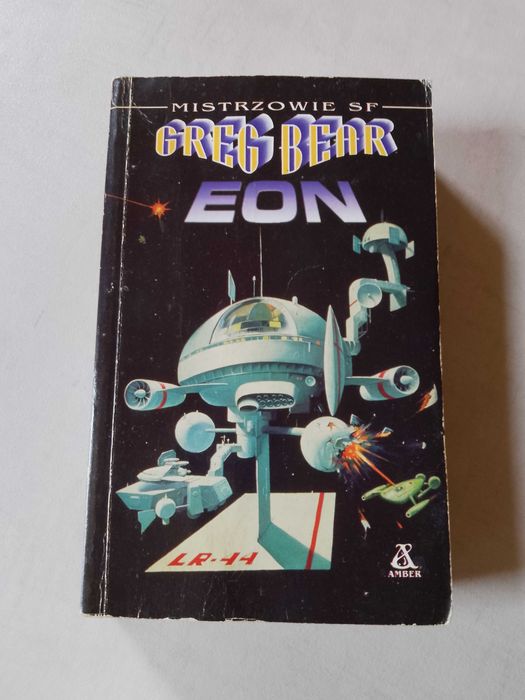 MISTRZOWIE SF
GREG BEAR
EON
LR-44
AMBER